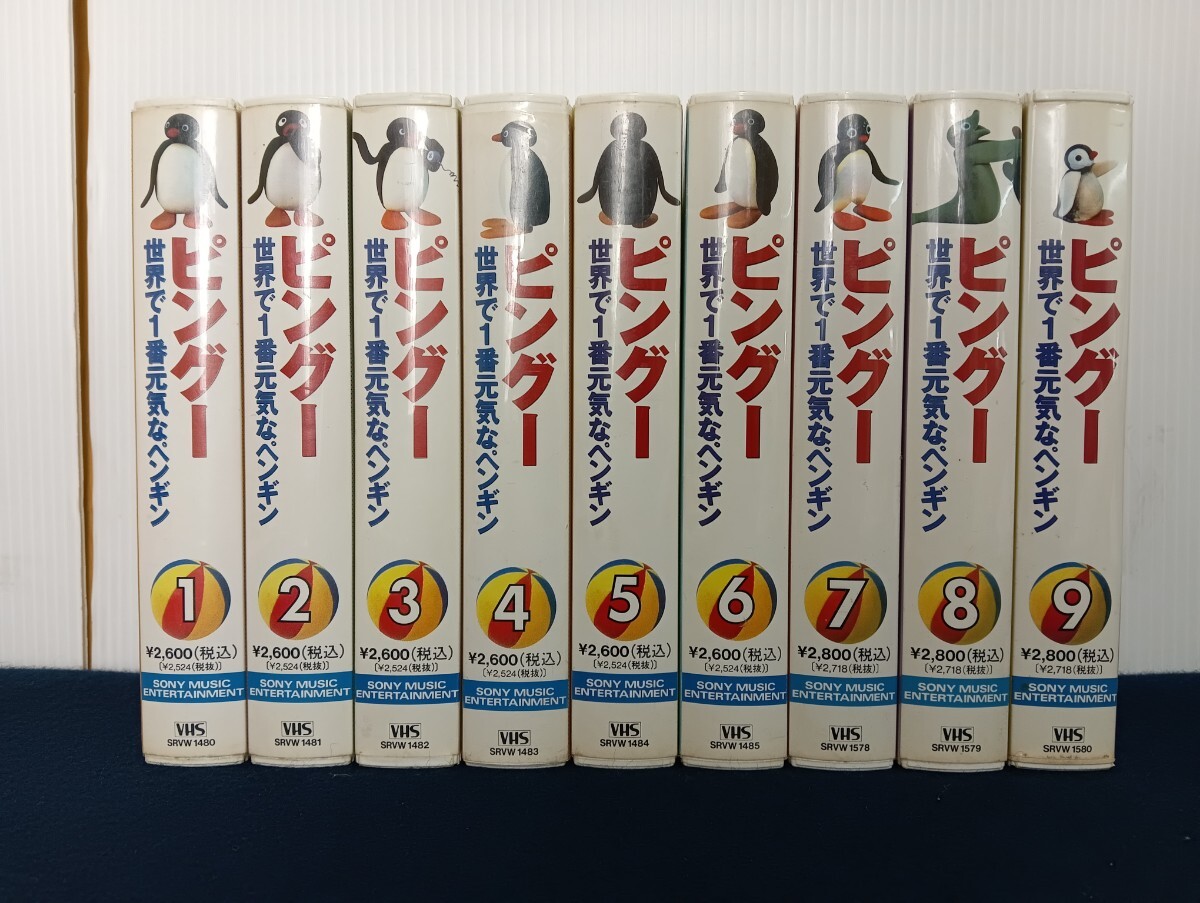 ピングー
世界で1番元気なペンギン
1
¥2,600(税込)
[¥2,524(税抜)]
SONY MUSIC
ENTERTAINMENT
VHS
SRVW 1480
ピングー
世界で1番元気なペンギン
2
¥2,600(税込)
[¥2,524(税抜)]
SONY MUSIC
ENTERTAINMENT
VHS
SRVW 1481
ピングー
世界で1番元気なペンギン
3
¥2,600(税込)
[¥2,524(税抜)]
SONY MUSIC
ENTERTAINMENT
VHS
SRVW 1482
ピングー
世界で1番元気なペンギン
4
¥2,600(税込)
[¥2,524(税抜)]
SONY MUSIC
ENTERTAINMENT
VHS
SRVW 1483
ピングー
世界で1番元気なペンギン
5
¥2,600(税込)
[¥2,524(税抜)]
SONY MUSIC
ENTERTAINMENT
VHS
SRVW 1484
ピングー
世界で1番元気なペンギン
6
¥2,600(税込)
[¥2,524(税抜)]
SONY MUSIC
ENTERTAINMENT
VHS
SRVW 1485
ピングー
世界で1番元気なペンギン
7
¥2,800(税込)
[¥2,718(税抜)]
SONY MUSIC
ENTERTAINMENT
VHS
SRVW 1578
ピングー
世界で1番元気なペンギン
8
¥2,800(税込)
[¥2,718(税抜)]
SONY MUSIC
ENTERTAINMENT
VHS
SRVW 1579
ピングー
世界で1番元気なペンギン
9
¥2,800(税込)
[¥2,718(税抜)]
SONY MUSIC
ENTERTAINMENT
VHS
SRVW 1580